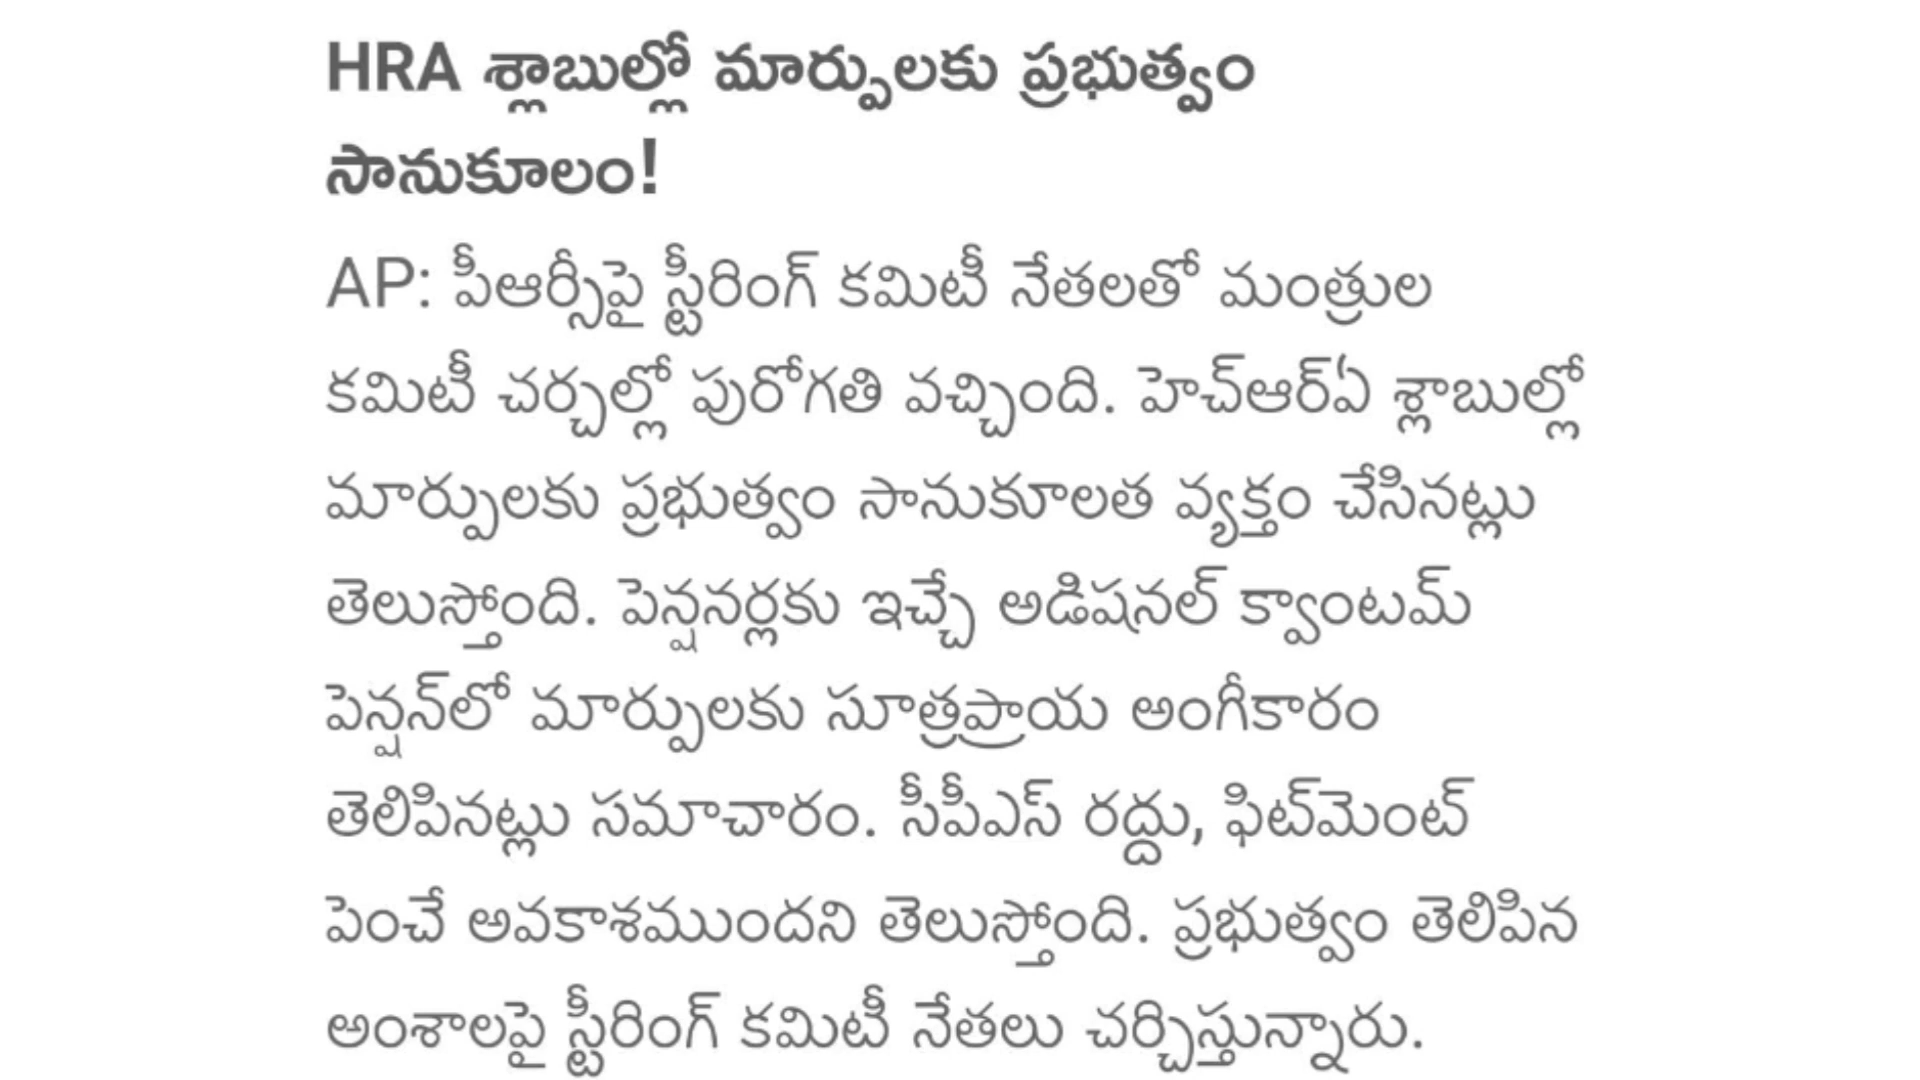 HRA శ్లాబుల్లో మార్పులకు ప్రభుత్వం
సానుకూలం!
AP: పీఆర్సీపై స్టీరింగ్ కమిటీ నేతలతో మంత్రుల
కమిటీ చర్చల్లో పురోగతి వచ్చింది. హెచ్ఆర్ఏ శ్లాబుల్లో
మార్పులకు ప్రభుత్వం సానుకూలత వ్యక్తం చేసినట్లు
తెలుస్తోంది. పెన్షనర్లకు ఇచ్చే అడిషనల్ క్వాంటమ్
పెన్షన్‌లో మార్పులకు సూత్రప్రాయ అంగీకారం
తెలిపినట్లు సమాచారం. సీపీఎస్ రద్దు, ఫిట్‌మెంట్
పెంచే అవకాశముందని తెలుస్తోంది. ప్రభుత్వం తెలిపిన
అంశాలపై స్టీరింగ్ కమిటీ నేతలు చర్చిస్తున్నారు.